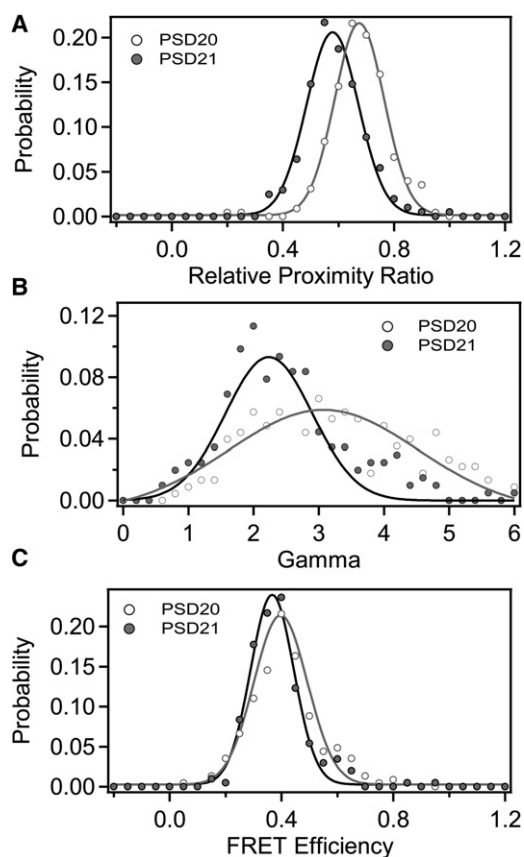 A
PSD20
PSD21
Probability
0.20
0.15
0.10
0.05
0.00
0.0 0.4 0.8 1.2
Relative Proximity Ratio
B
PSD20
PSD21
Probability
0.12
0.08
0.04
0.00
0 1 2 3 4 5 6
Gamma
C
PSD20
PSD21
Probability
0.20
0.15
0.10
0.05
0.00
0.0 0.4 0.8 1.2
FRET Efficiency